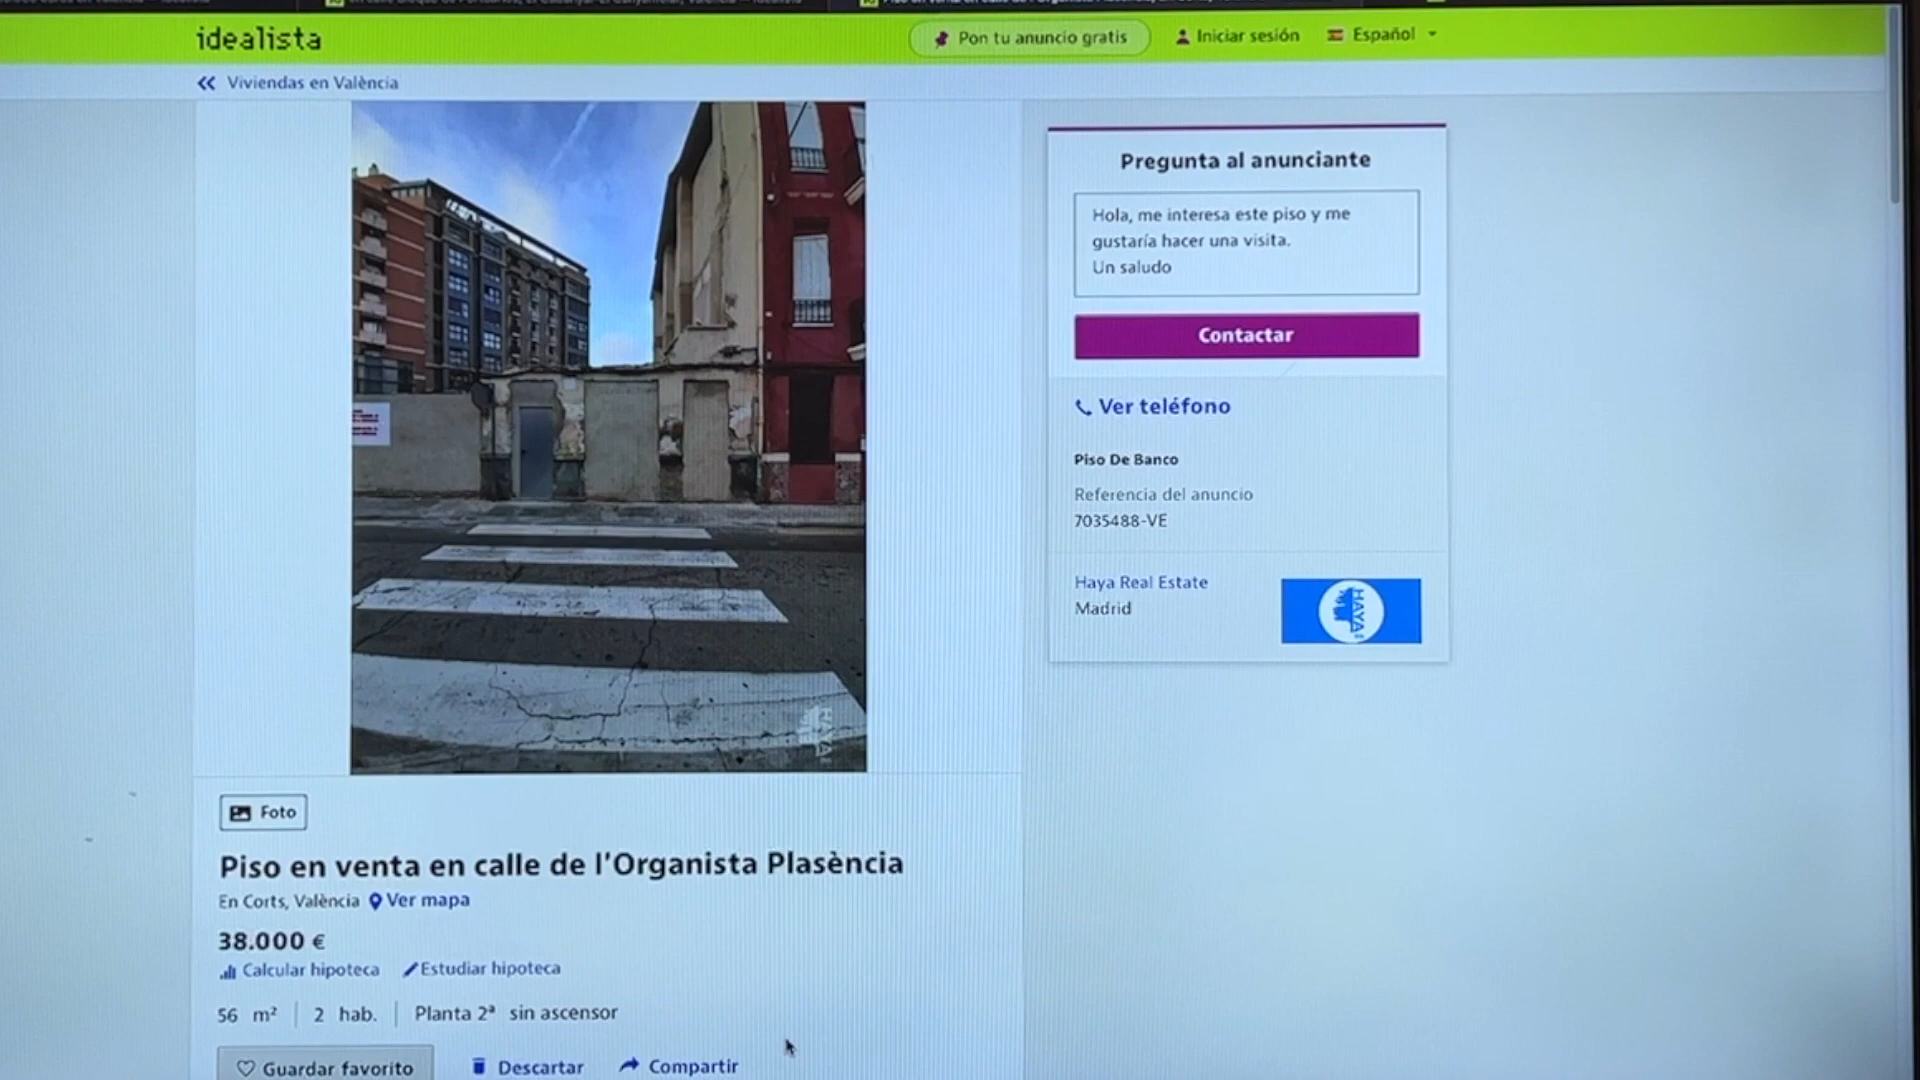 idealista
Pon tu anuncio gratis
Iniciar sesión
Español
Viviendas en València
Pregunta al anunciante
Hola, me interesa este piso y me
gustaría hacer una visita.
Un saludo
Contactar
Ver teléfono
Piso De Banco
Referencia del anuncio
7035488-VE
Haya Real Estate
Madrid
HAYA
HAYA
Foto
Piso en venta en calle de l'Organista Plasència
En Corts, València Ver mapa
38.000 €
Calcular hipoteca Estudiar hipoteca
56 m² 2 hab. Planta 2ª sin ascensor
Guardar favorito Descartar Compartir